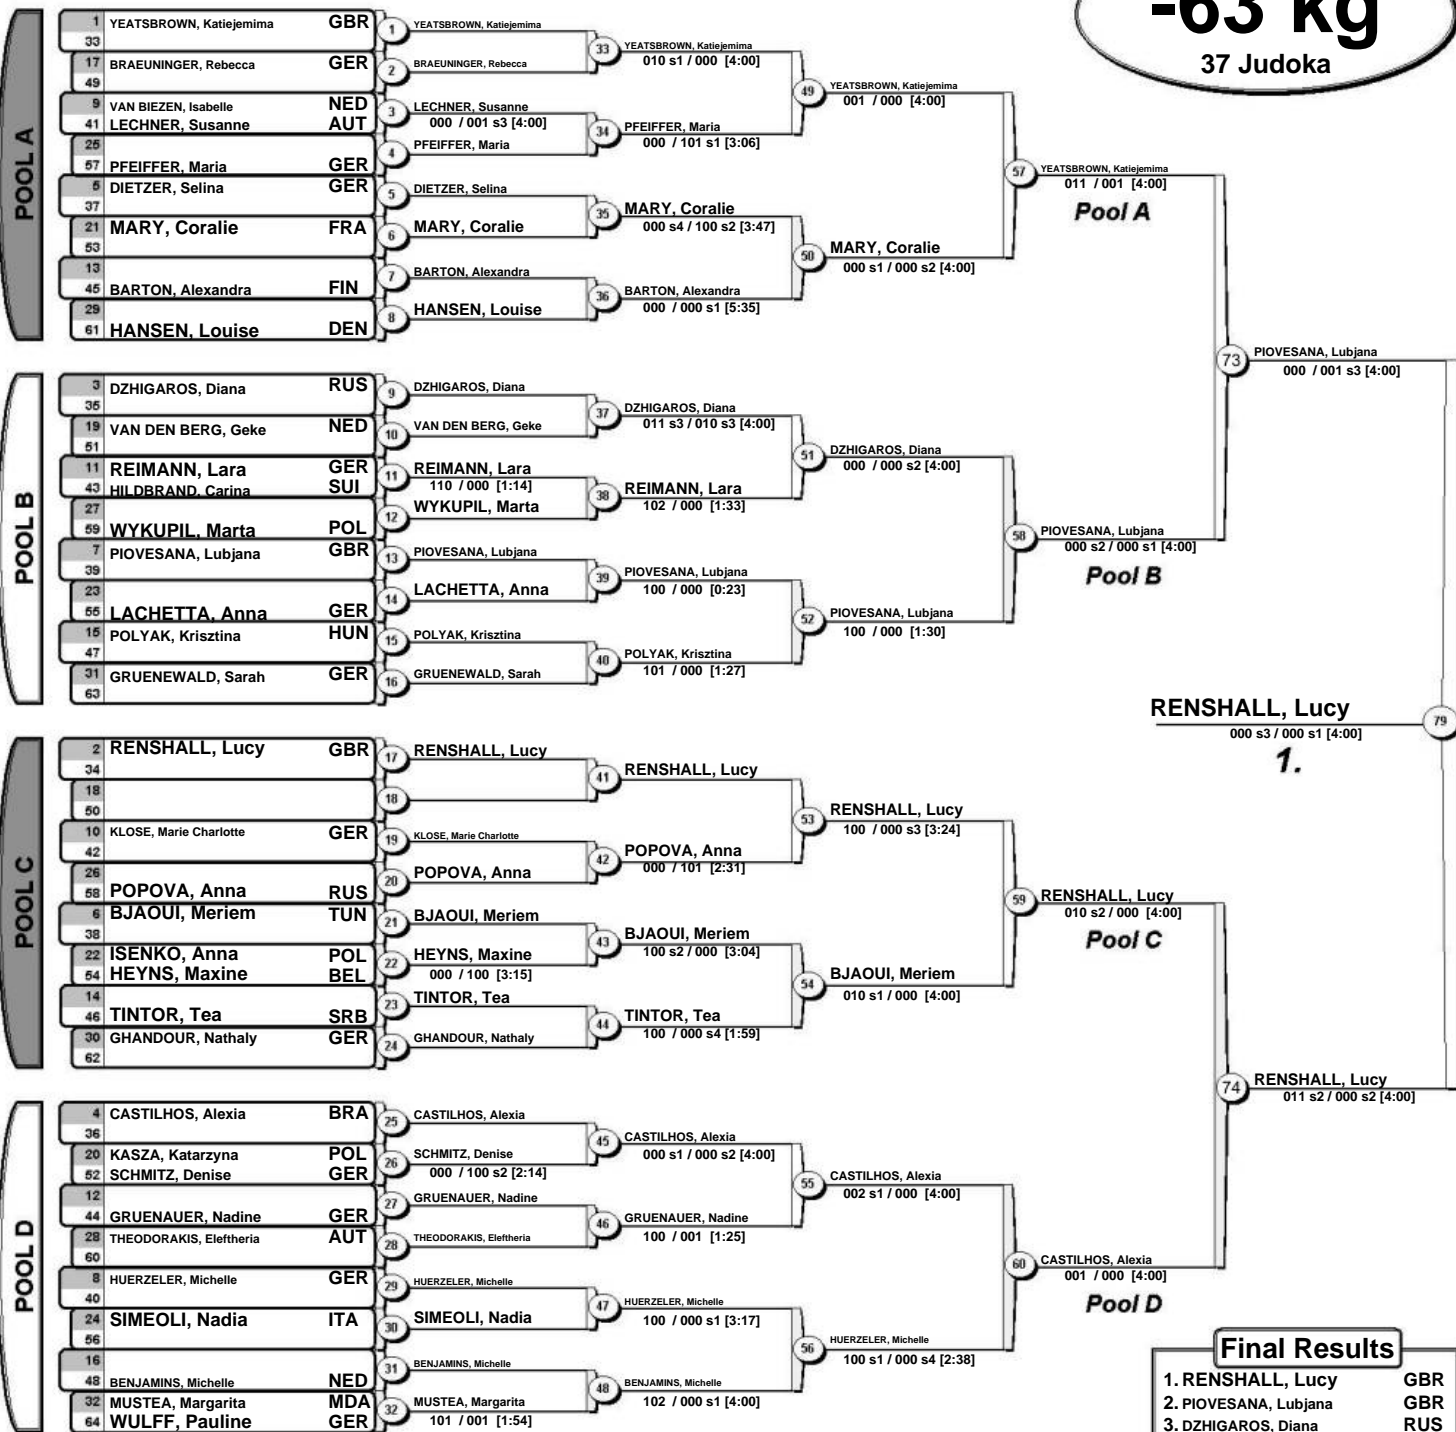 -63 kg
37 Judoka
POOL A
1 YEATSBROWN, Katiejemima GBR
33
17 BRAEUNINGER, Rebecca GER
49
9 VAN BIEZEN, Isabelle NED
41 LECHNER, Susanne AUT
25
57 PFEIFFER, Maria GER
5 DIETZER, Selina GER
37
21 MARY, Coralie FRA
53
13
45 BARTON, Alexandra FIN
29
61 HANSEN, Louise DEN
1 YEATSBROWN, Katiejemima
2 BRAEUNINGER, Rebecca
3 LECHNER, Susanne
000 / 001 s3 [4:00]
4 PFEIFFER, Maria
5 DIETZER, Selina
6 MARY, Coralie
7 BARTON, Alexandra
8 HANSEN, Louise
33 YEATSBROWN, Katiejemima
010 s1 / 000 [4:00]
34 PFEIFFER, Maria
000 / 101 s1 [3:06]
35 MARY, Coralie
000 s4 / 100 s2 [3:47]
36 BARTON, Alexandra
000 / 000 s1 [5:35]
49 YEATSBROWN, Katiejemima
001 / 000 [4:00]
50 MARY, Coralie
000 s1 / 000 s2 [4:00]
57 YEATSBROWN, Katiejemima
011 / 001 [4:00]
Pool A
POOL B
3 DZHIGAROS, Diana RUS
35
19 VAN DEN BERG, Geke NED
51
11 REIMANN, Lara GER
43 HILDBRAND, Carina SUI
27
59 WYKUPIL, Marta POL
7 PIOVESANA, Lubjana GBR
39
23
55 LACHETTA, Anna GER
15 POLYAK, Krisztina HUN
47
31 GRUENEWALD, Sarah GER
63
9 DZHIGAROS, Diana
10 VAN DEN BERG, Geke
11 REIMANN, Lara
110 / 000 [1:14]
12 WYKUPIL, Marta
13 PIOVESANA, Lubjana
14 LACHETTA, Anna
15 POLYAK, Krisztina
16 GRUENEWALD, Sarah
37 DZHIGAROS, Diana
011 s3 / 010 s3 [4:00]
38 REIMANN, Lara
102 / 000 [1:33]
39 PIOVESANA, Lubjana
100 / 000 [0:23]
40 POLYAK, Krisztina
101 / 000 [1:27]
51 DZHIGAROS, Diana
000 / 000 s2 [4:00]
52 PIOVESANA, Lubjana
100 / 000 [1:30]
58 PIOVESANA, Lubjana
000 s2 / 000 s1 [4:00]
Pool B
73 PIOVESANA, Lubjana
000 / 001 s3 [4:00]
RENSHALL, Lucy 79
000 s3 / 000 s1 [4:00]
1.
POOL C
2 RENSHALL, Lucy GBR
34
18
50
10 KLOSE, Marie Charlotte GER
42
26
58 POPOVA, Anna RUS
6 BJAOUI, Meriem TUN
38
22 ISENKO, Anna POL
54 HEYNS, Maxine BEL
14
46 TINTOR, Tea SRB
30 GHANDOUR, Nathaly GER
62
17 RENSHALL, Lucy
18
19 KLOSE, Marie Charlotte
20 POPOVA, Anna
21 BJAOUI, Meriem
22 HEYNS, Maxine
000 / 100 [3:15]
23 TINTOR, Tea
24 GHANDOUR, Nathaly
41 RENSHALL, Lucy
42 POPOVA, Anna
000 / 101 [2:31]
43 BJAOUI, Meriem
100 s2 / 000 [3:04]
44 TINTOR, Tea
100 / 000 s4 [1:59]
53 RENSHALL, Lucy
100 / 000 s3 [3:24]
54 BJAOUI, Meriem
010 s1 / 000 [4:00]
59 RENSHALL, Lucy
010 s2 / 000 [4:00]
Pool C
74 RENSHALL, Lucy
011 s2 / 000 s2 [4:00]
POOL D
4 CASTILHOS, Alexia BRA
36
20 KASZA, Katarzyna POL
52 SCHMITZ, Denise GER
12
44 GRUENAUER, Nadine GER
28 THEODORAKIS, Eleftheria AUT
60
8 HUERZELER, Michelle GER
40
24 SIMEOLI, Nadia ITA
56
16
48 BENJAMINS, Michelle NED
32 MUSTEA, Margarita MDA
64 WULFF, Pauline GER
25 CASTILHOS, Alexia
26 SCHMITZ, Denise
000 / 100 s2 [2:14]
27 GRUENAUER, Nadine
28 THEODORAKIS, Eleftheria
29 HUERZELER, Michelle
30 SIMEOLI, Nadia
31 BENJAMINS, Michelle
32 MUSTEA, Margarita
101 / 001 [1:54]
45 CASTILHOS, Alexia
000 s1 / 000 s2 [4:00]
46 GRUENAUER, Nadine
100 / 001 [1:25]
47 HUERZELER, Michelle
100 / 000 s1 [3:17]
48 BENJAMINS, Michelle
102 / 000 s1 [4:00]
55 CASTILHOS, Alexia
002 s1 / 000 [4:00]
56 HUERZELER, Michelle
100 s1 / 000 s4 [2:38]
60 CASTILHOS, Alexia
001 / 000 [4:00]
Pool D
Final Results
1. RENSHALL, Lucy GBR
2. PIOVESANA, Lubjana GBR
3. DZHIGAROS, Diana RUS